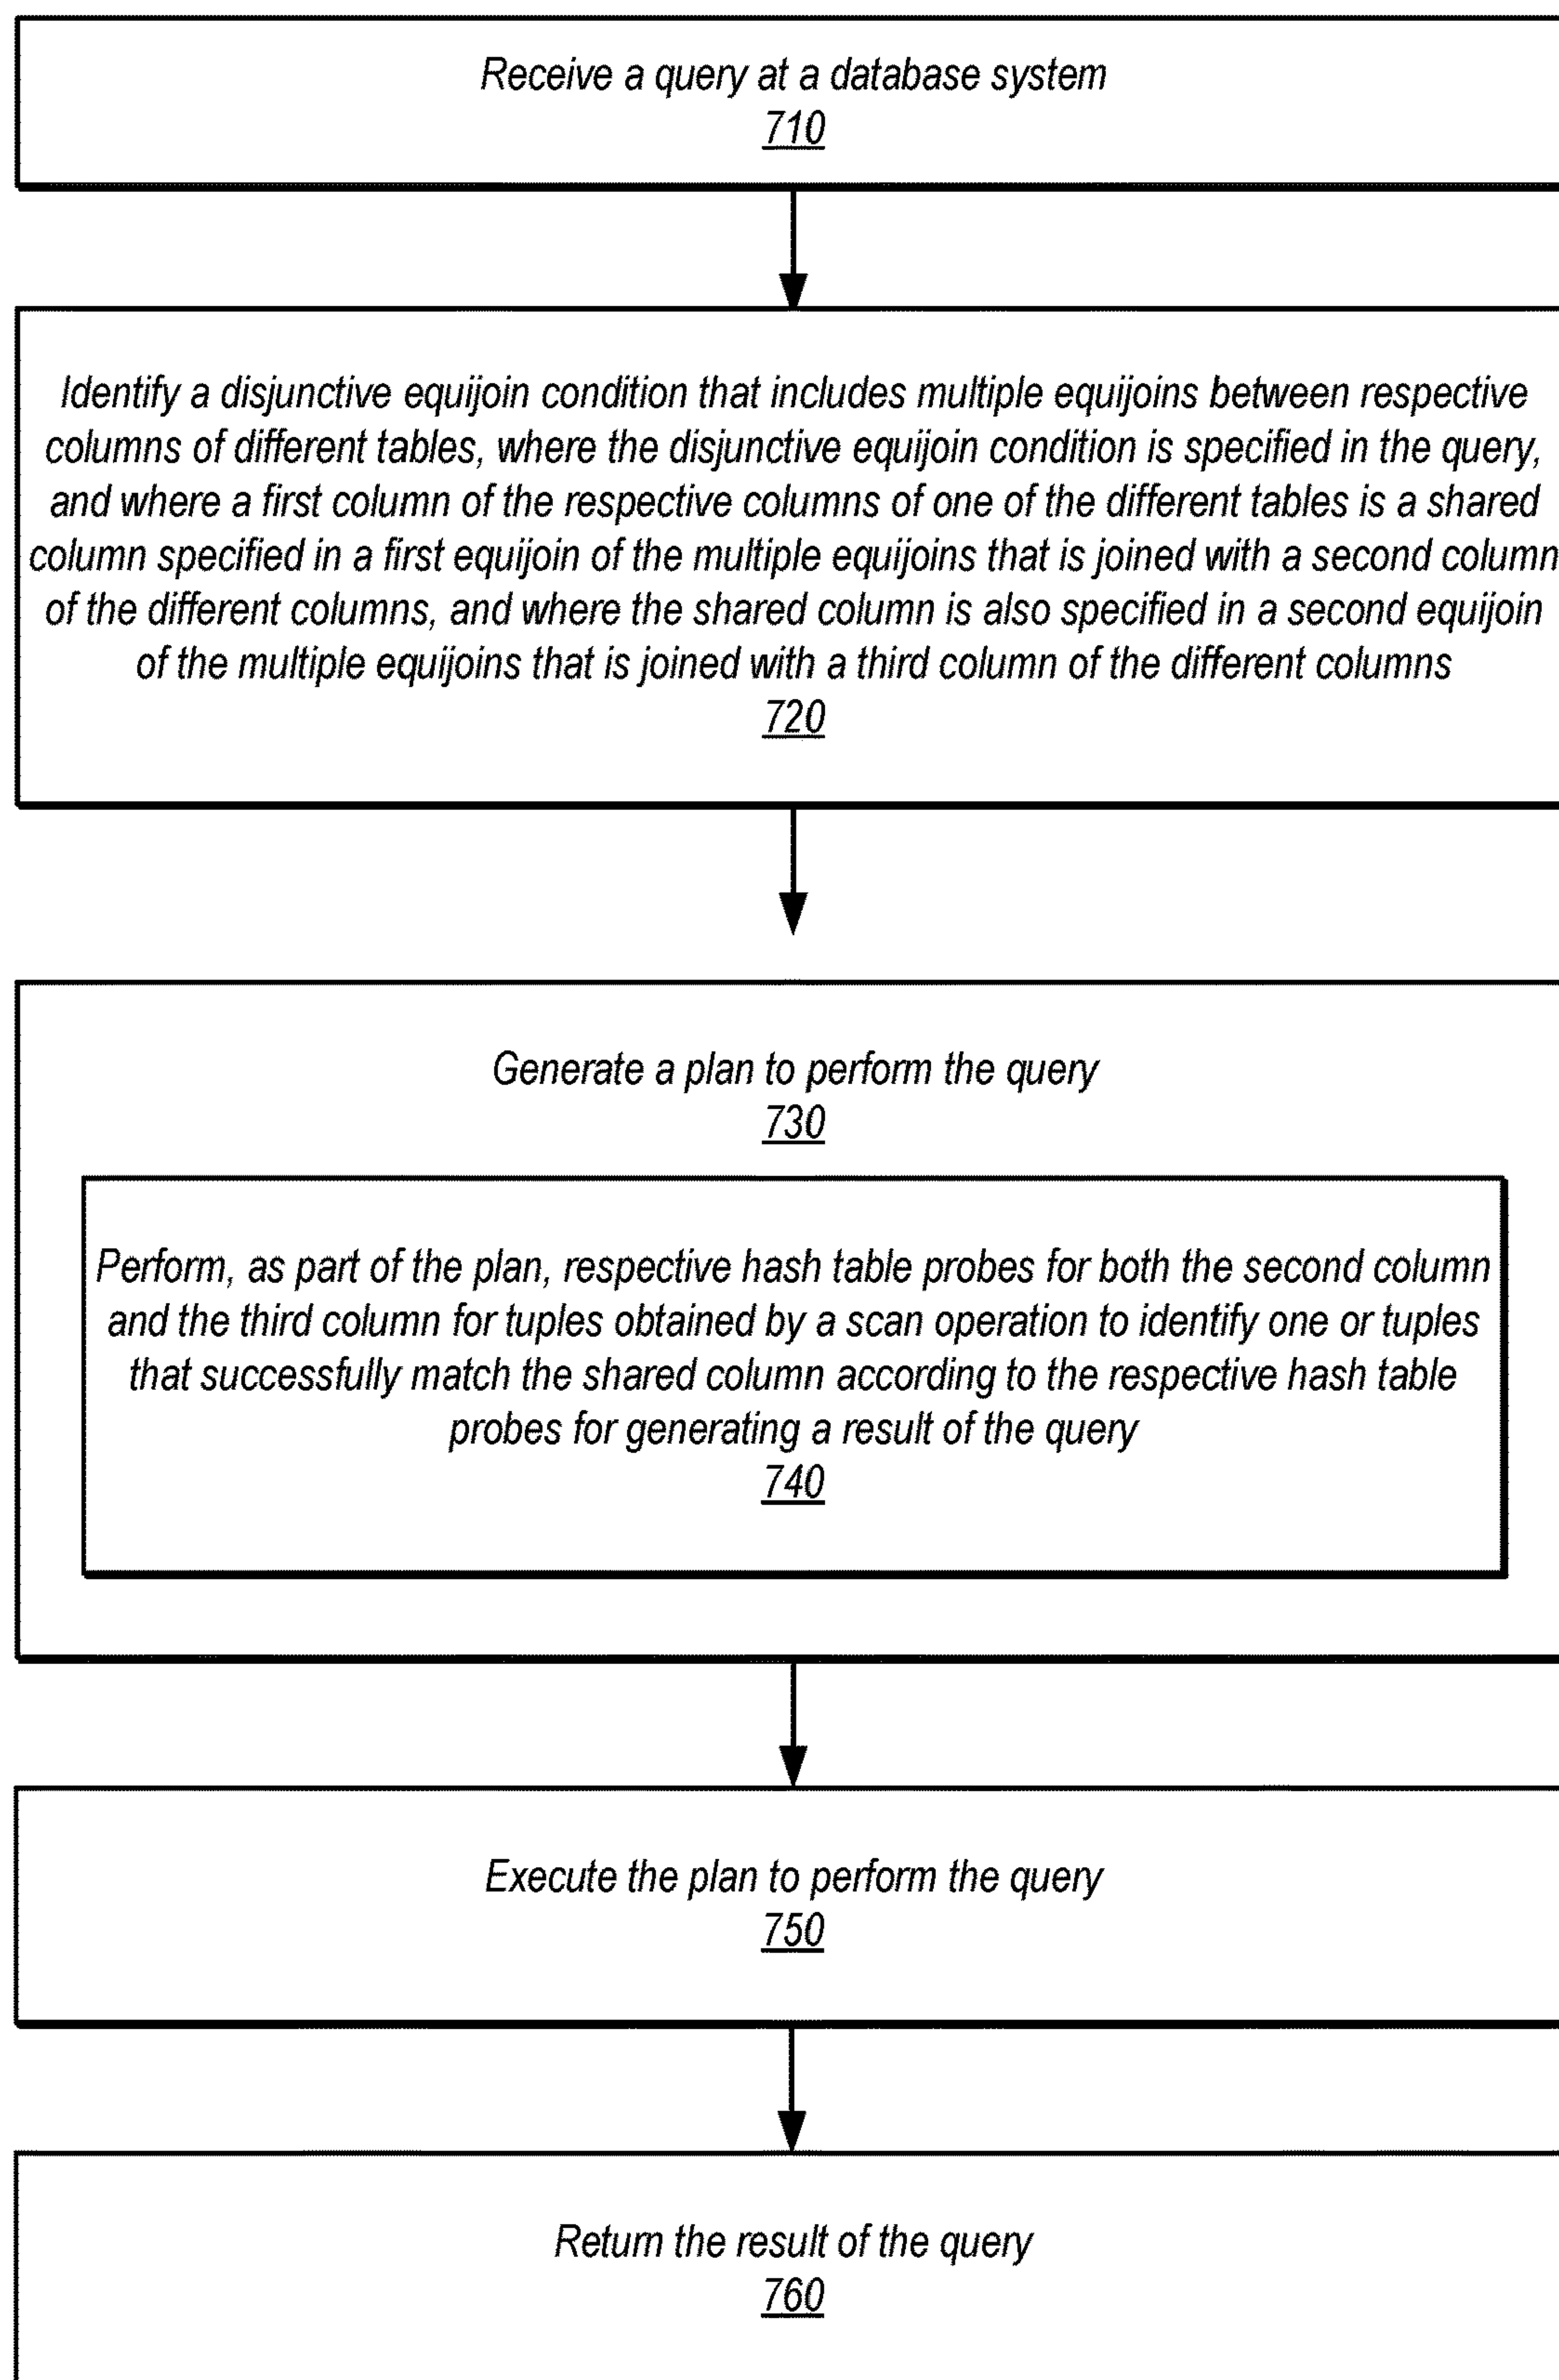 Receive a query at a database system
710
Identify a disjunctive equijoin condition that includes multiple equijoins between respective
columns of different tables, where the disjunctive equijoin condition is specified in the query,
and where a first column of the respective columns of one of the different tables is a shared
column specified in a first equijoin of the multiple equijoins that is joined with a second column
of the different columns, and where the shared column is also specified in a second equijoin
of the multiple equijoins that is joined with a third column of the different columns
720
Generate a plan to perform the query
730
Perform, as part of the plan, respective hash table probes for both the second column
and the third column for tuples obtained by a scan operation to identify one or tuples
that successfully match the shared column according to the respective hash table
probes for generating a result of the query
740
Execute the plan to perform the query
750
Return the result of the query
760